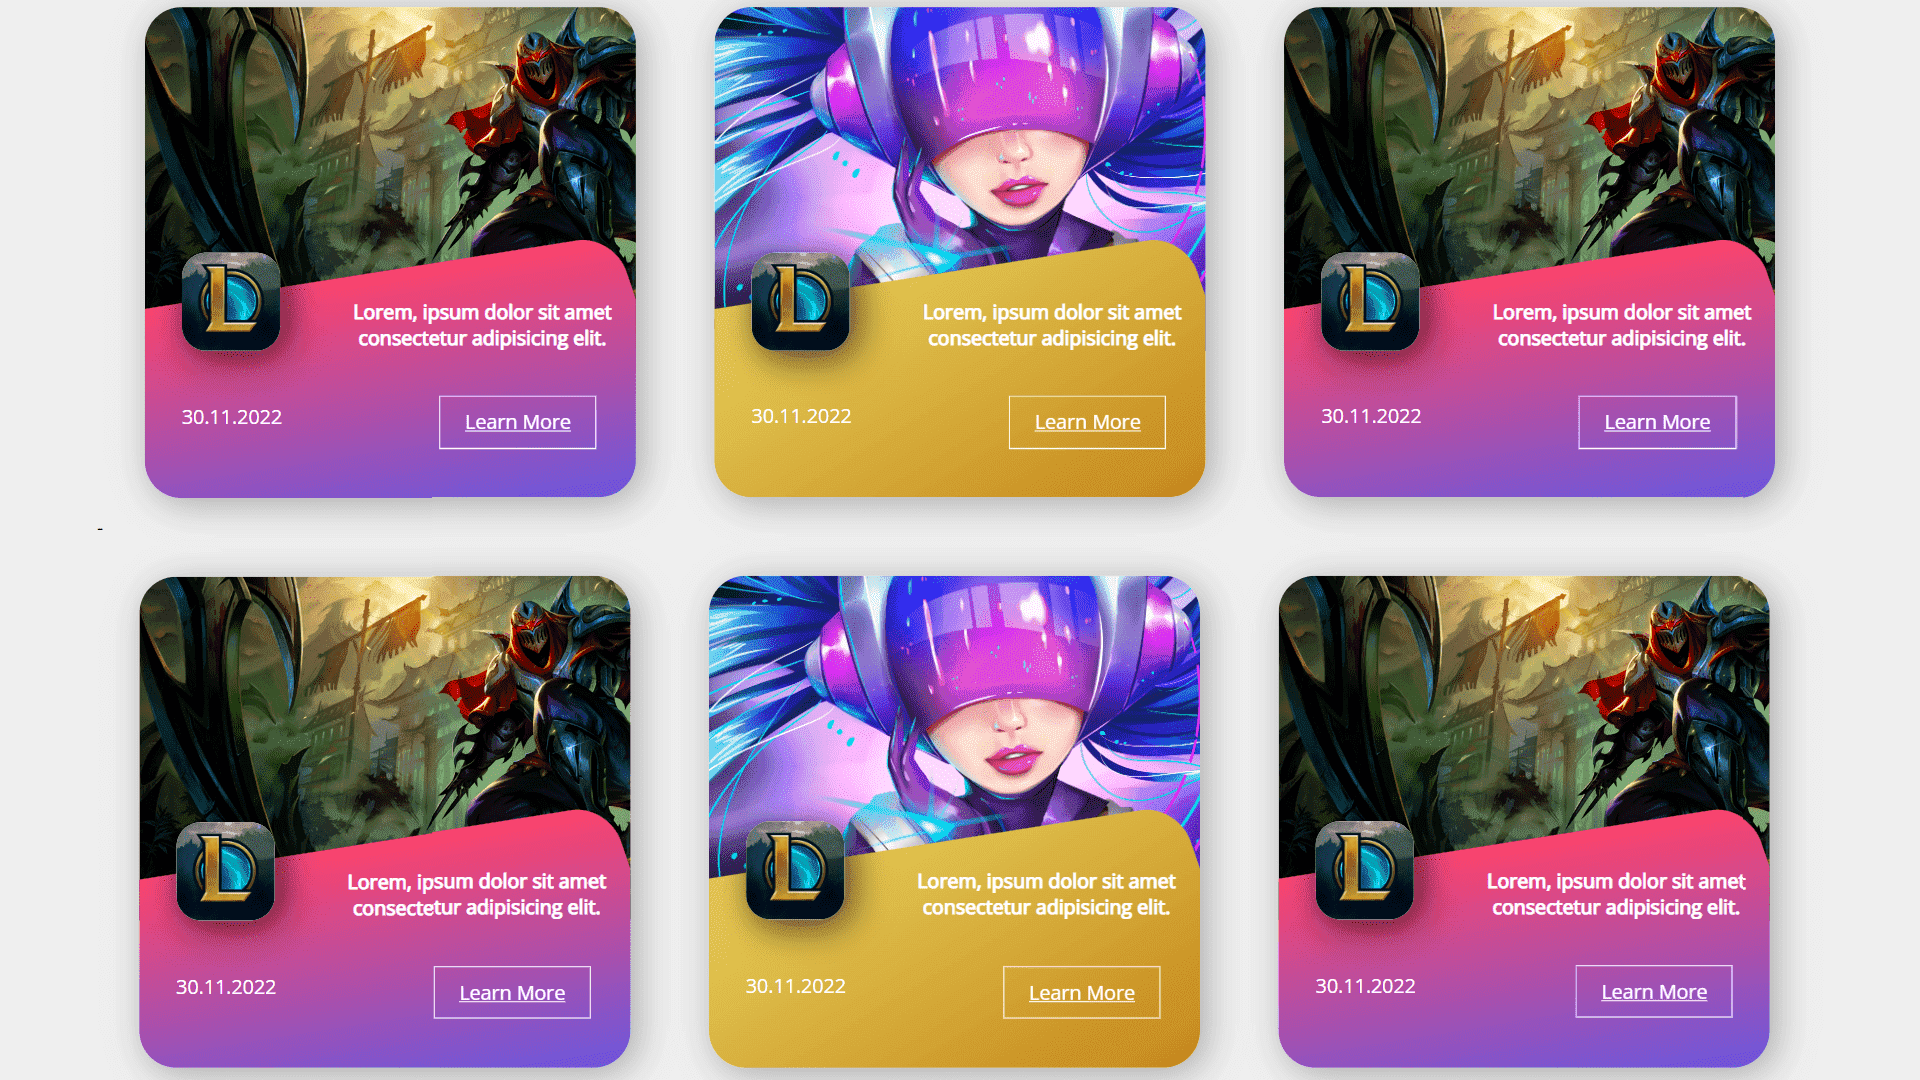 Lorem, ipsum dolor sit amet
consectetur adipisicing elit.
30.11.2022
Learn More
Lorem, ipsum dolor sit amet
consectetur adipisicing elit.
30.11.2022
Learn More
Lorem, ipsum dolor sit amet
consectetur adipisicing elit.
30.11.2022
Learn More
-
Lorem, ipsum dolor sit amet
consectetur adipisicing elit.
30.11.2022
Learn More
Lorem, ipsum dolor sit amet
consectetur adipisicing elit.
30.11.2022
Learn More
Lorem, ipsum dolor sit amet
consectetur adipisicing elit.
30.11.2022
Learn More